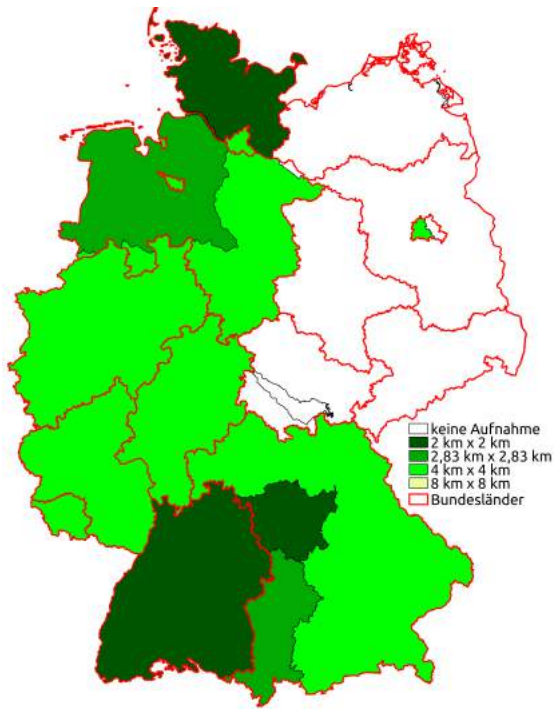 keine Aufnahme
2 km x 2 km
2,83 km x 2,83 km
4 km x 4 km
8 km x 8 km
Bundesländer